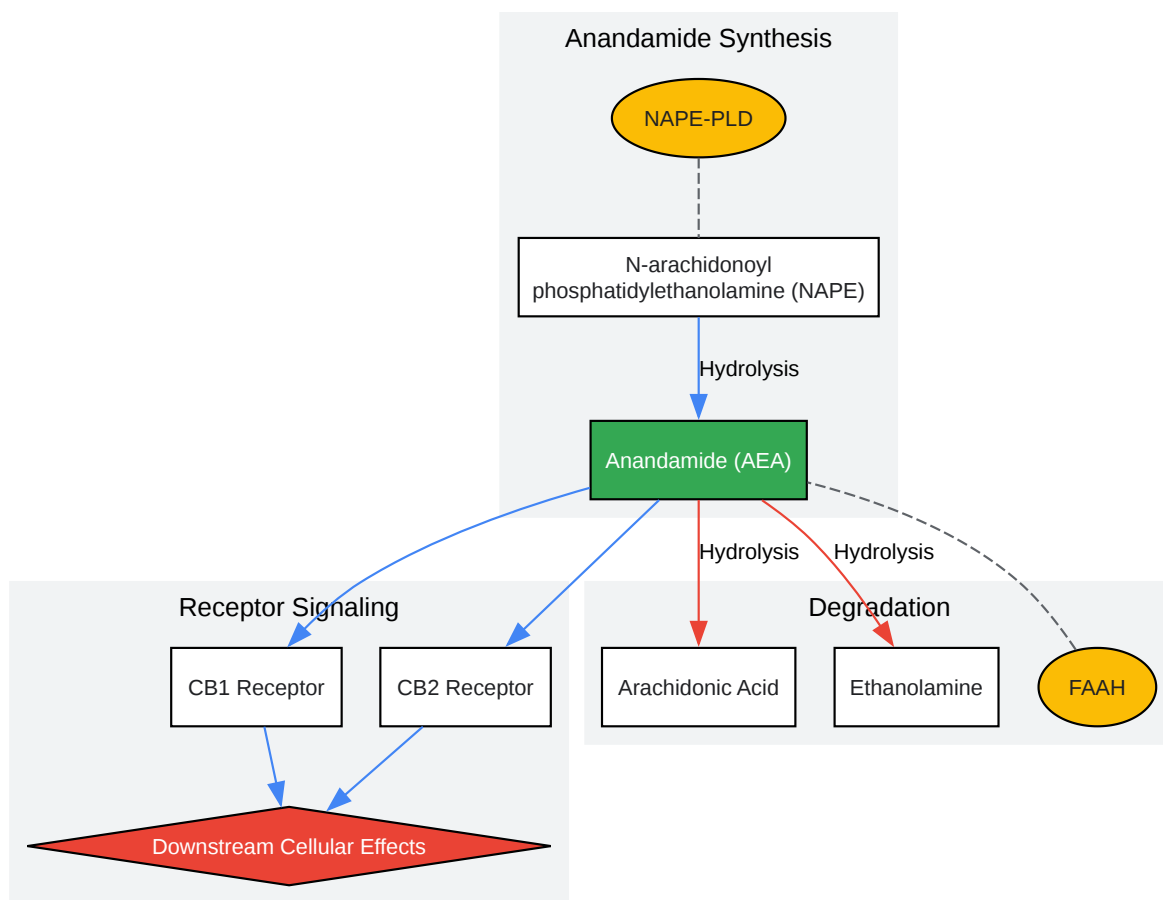 Anandamide Synthesis
NAPE-PLD
N-arachidonoyl
phosphatidylethanolamine (NAPE)
Hydrolysis
Anandamide (AEA)
Hydrolysis
Hydrolysis
Receptor Signaling
Degradation
CB1 Receptor
CB2 Receptor
Arachidonic Acid
Ethanolamine
FAAH
Downstream Cellular Effects